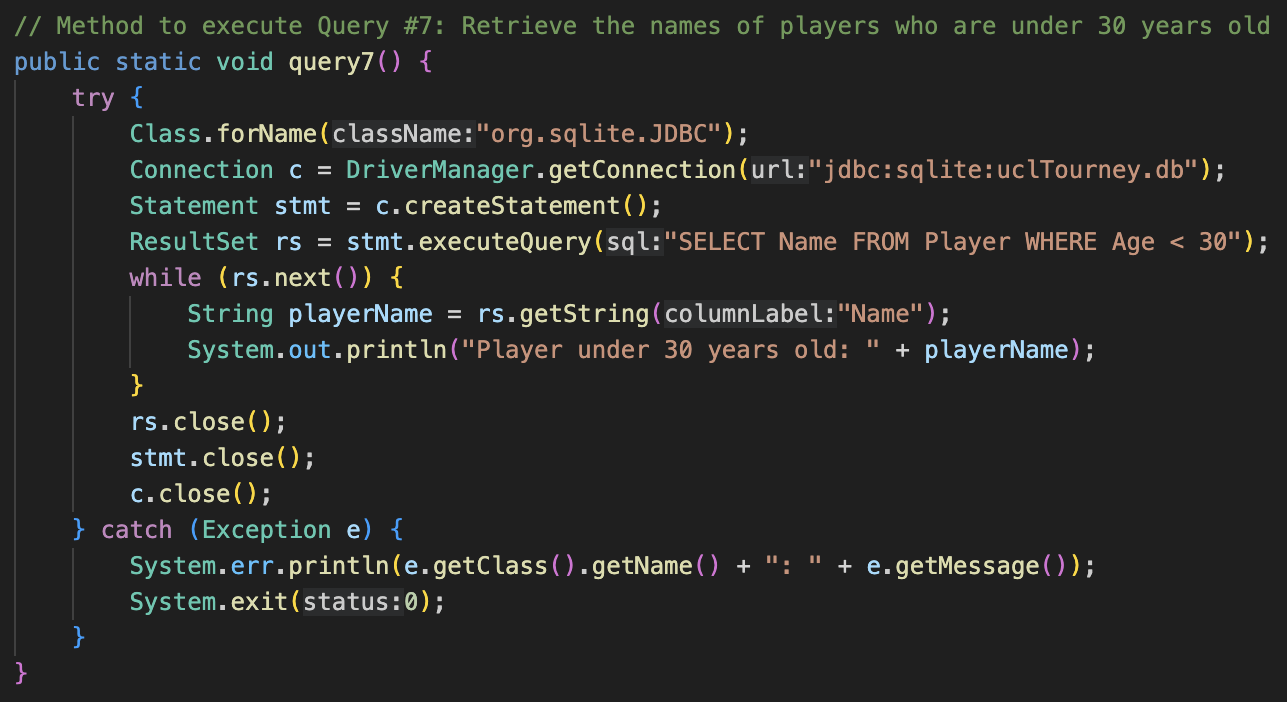 // Method to execute Query #7: Retrieve the names of players who are under 30 years old
public static void query7() {
try {
Class.forName(className:"org.sqlite.JDBC");
Connection c = DriverManager.getConnection(url:"jdbc:sqlite:uclTourney.db");
Statement stmt = c.createStatement();
ResultSet rs = stmt.executeQuery(sql:"SELECT Name FROM Player WHERE Age < 30");
while (rs.next()) {
String playerName = rs.getString(columnLabel:"Name");
System.out.println("Player under 30 years old: " + playerName);
}
rs.close();
stmt.close();
c.close();
} catch (Exception e) {
System.err.println(e.getClass().getName() + ": " + e.getMessage());
System.exit(status:0);
}
}